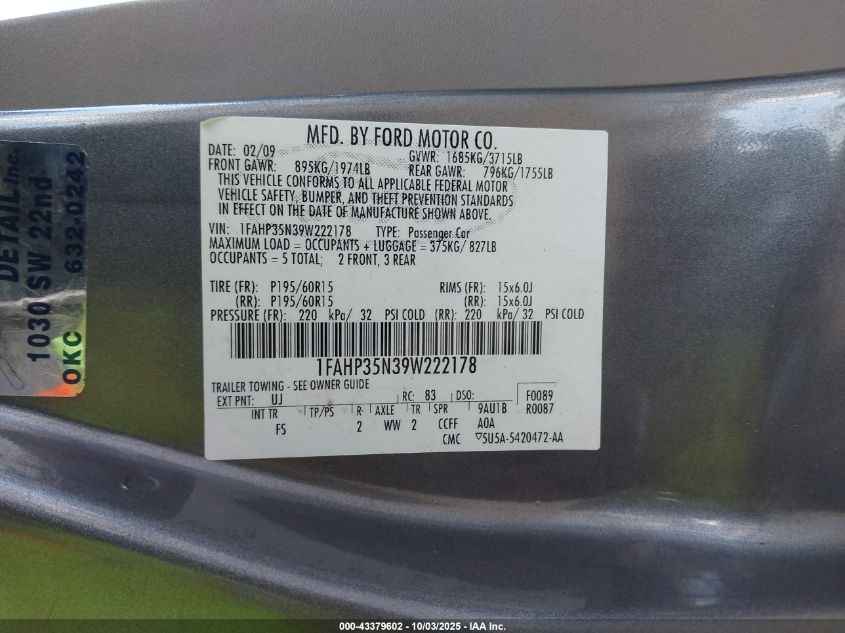 MFD. BY FORD MOTOR CO.
DATE: 02/09 GVWR: 1685KG/3715LB
FRONT GAWR: 895KG/1974LB REAR GAWR: 796KG/1755LB
THIS VEHICLE CONFORMS TO ALL APPLICABLE FEDERAL MOTOR
VEHICLE SAFETY, BUMPER, AND THEFT PREVENTION STANDARDS
IN EFFECT ON THE DATE OF MANUFACTURE SHOWN ABOVE.
VIN: 1FAHP35N39W222178 TYPE: Passenger Car
MAXIMUM LOAD = OCCUPANTS + LUGGAGE = 375KG/ 827LB
OCCUPANTS = 5 TOTAL; 2 FRONT, 3 REAR
TIRE (FR): P195/60R15 RIMS (FR): 15x6.0J
(RR): P195/60R15 (RR): 15x6.0J
PRESSURE (FR): 220 kPa/ 32 PSI COLD (RR): 220 kPa/ 32 PSI COLD
1FAHP35N39W222178
TRAILER TOWING - SEE OWNER GUIDE
EXT PNT: UJ RC: 83 DSO: F0089
INT TR TP/PS R AXLE TR SPR 9AU1B R0087
FS 2 WW 2 CCFF A0A
CMC ▽5U5A-5420472-AA
DETAIL Inc.
1030 SW 22nd
OKC 632-0242
000-43379602 - 10/03/2025 - IAA Inc.